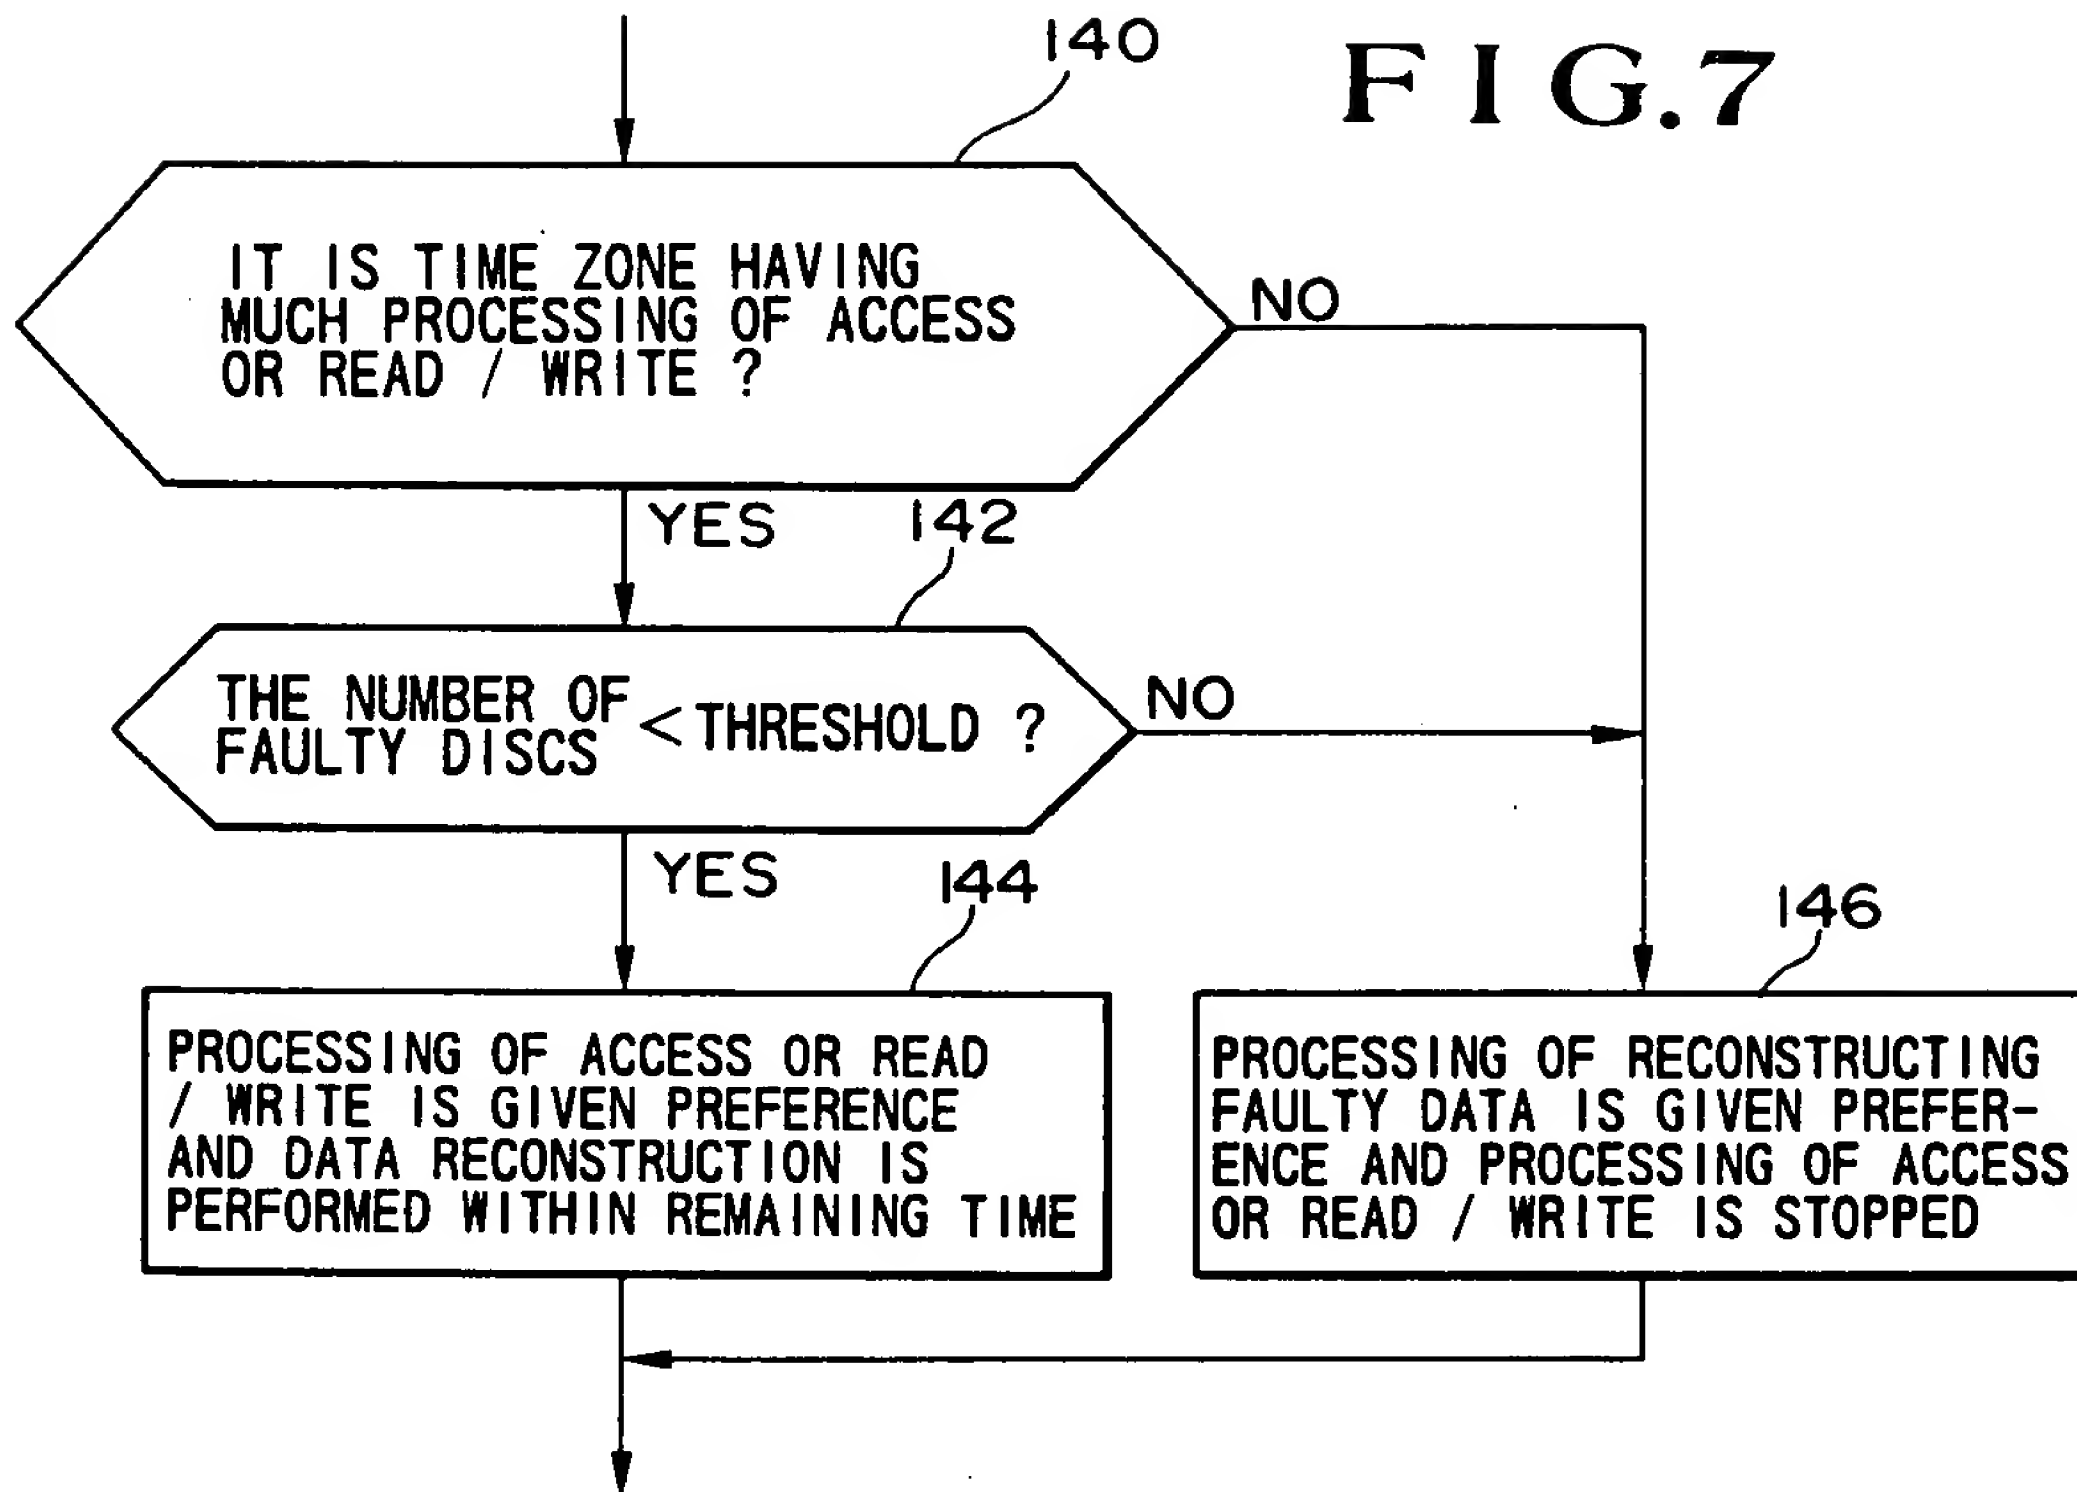 140
FIG.7
IT IS TIME ZONE HAVING
MUCH PROCESSING OF ACCESS
OR READ / WRITE ?
NO
YES
142
THE NUMBER OF
FAULTY DISCS
< THRESHOLD ?
NO
YES
144
146
PROCESSING OF ACCESS OR READ
/ WRITE IS GIVEN PREFERENCE
AND DATA RECONSTRUCTION IS
PERFORMED WITHIN REMAINING TIME
PROCESSING OF RECONSTRUCTING
FAULTY DATA IS GIVEN PREFER-
ENCE AND PROCESSING OF ACCESS
OR READ / WRITE IS STOPPED